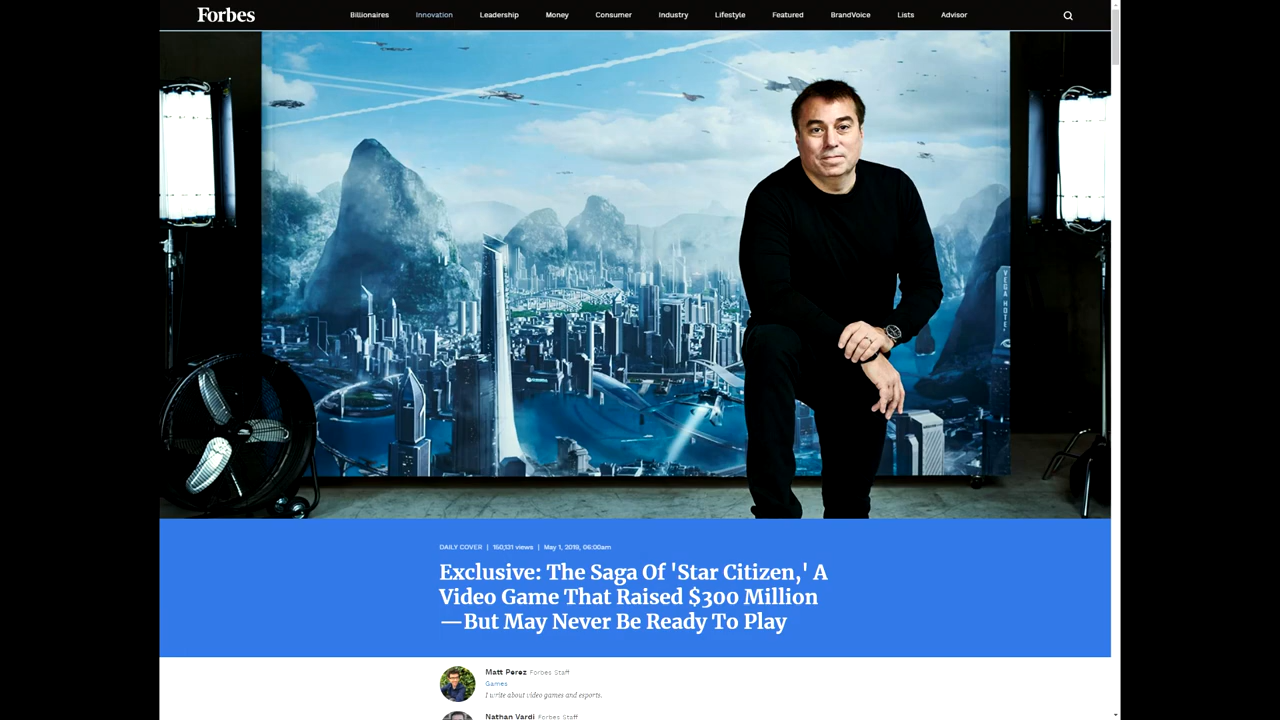 Forbes
Billionaires Innovation Leadership Money Consumer Industry Lifestyle Featured BrandVoice Lists Advisor
VEGA HOTE
DAILY COVER | 150,131 views | May 1, 2019, 06:00am
Exclusive: The Saga Of 'Star Citizen,' A
Video Game That Raised $300 Million
—But May Never Be Ready To Play
Matt Perez Forbes Staff
Games
I write about video games and esports.
Nathan Vardi Forbes Staff